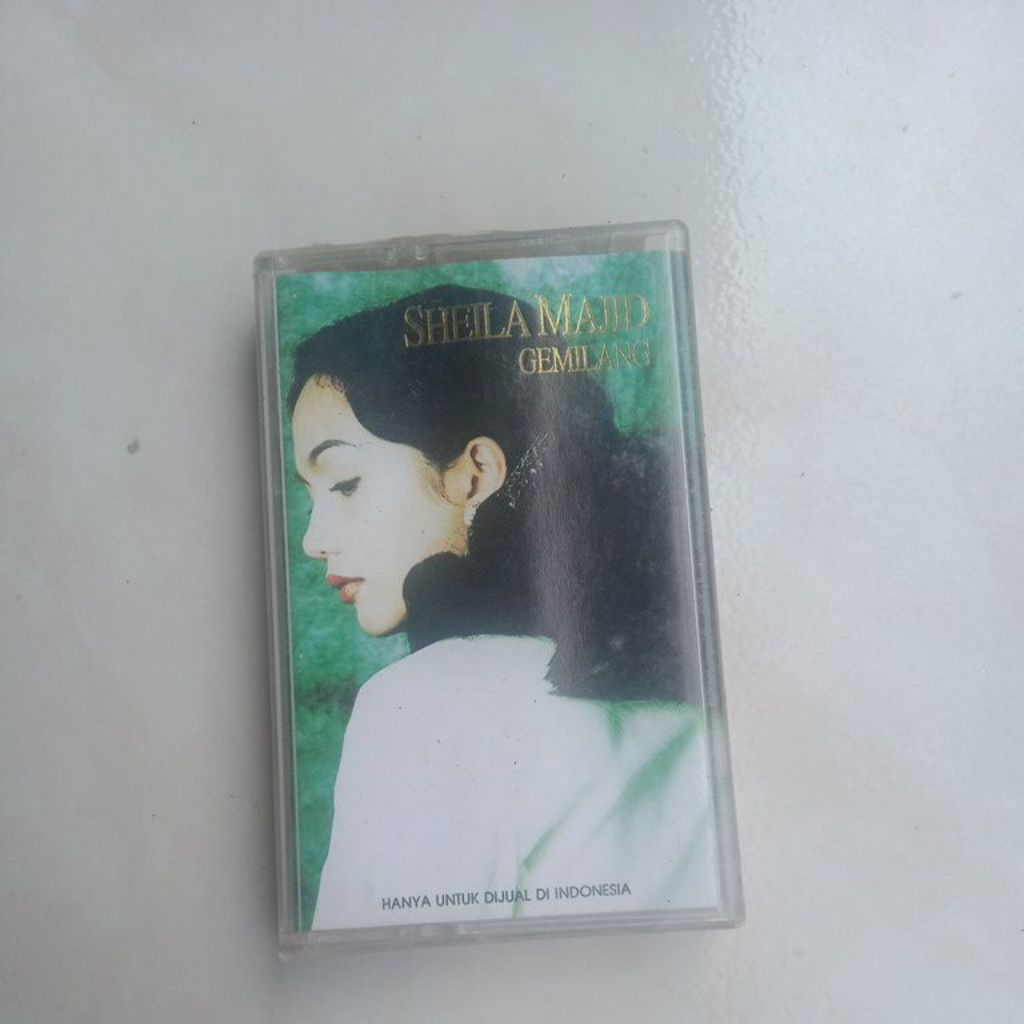 SHEILA MAJID
GEMILANG
HANYA UNTUK DIJUAL DI INDONESIA